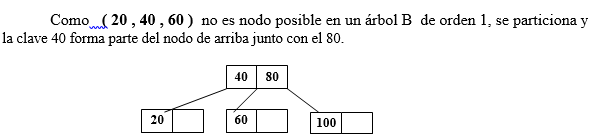 Como ( 20 , 40 , 60 ) no es nodo posible en un árbol B de orden 1, se particiona y
la clave 40 forma parte del nodo de arriba junto con el 80.
40 80
20 60 100